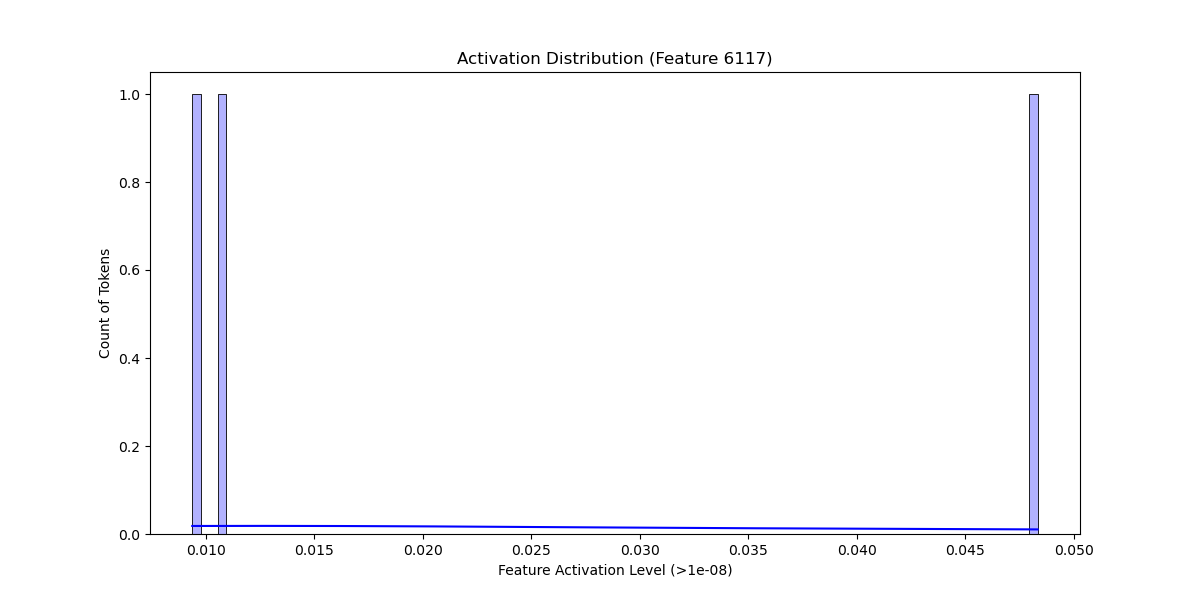 Activation Distribution (Feature 6117)
Count of Tokens
1.0
0.8
0.6
0.4
0.2
0.0
0.010 0.015 0.020 0.025 0.030 0.035 0.040 0.045 0.050
Feature Activation Level (>1e-08)